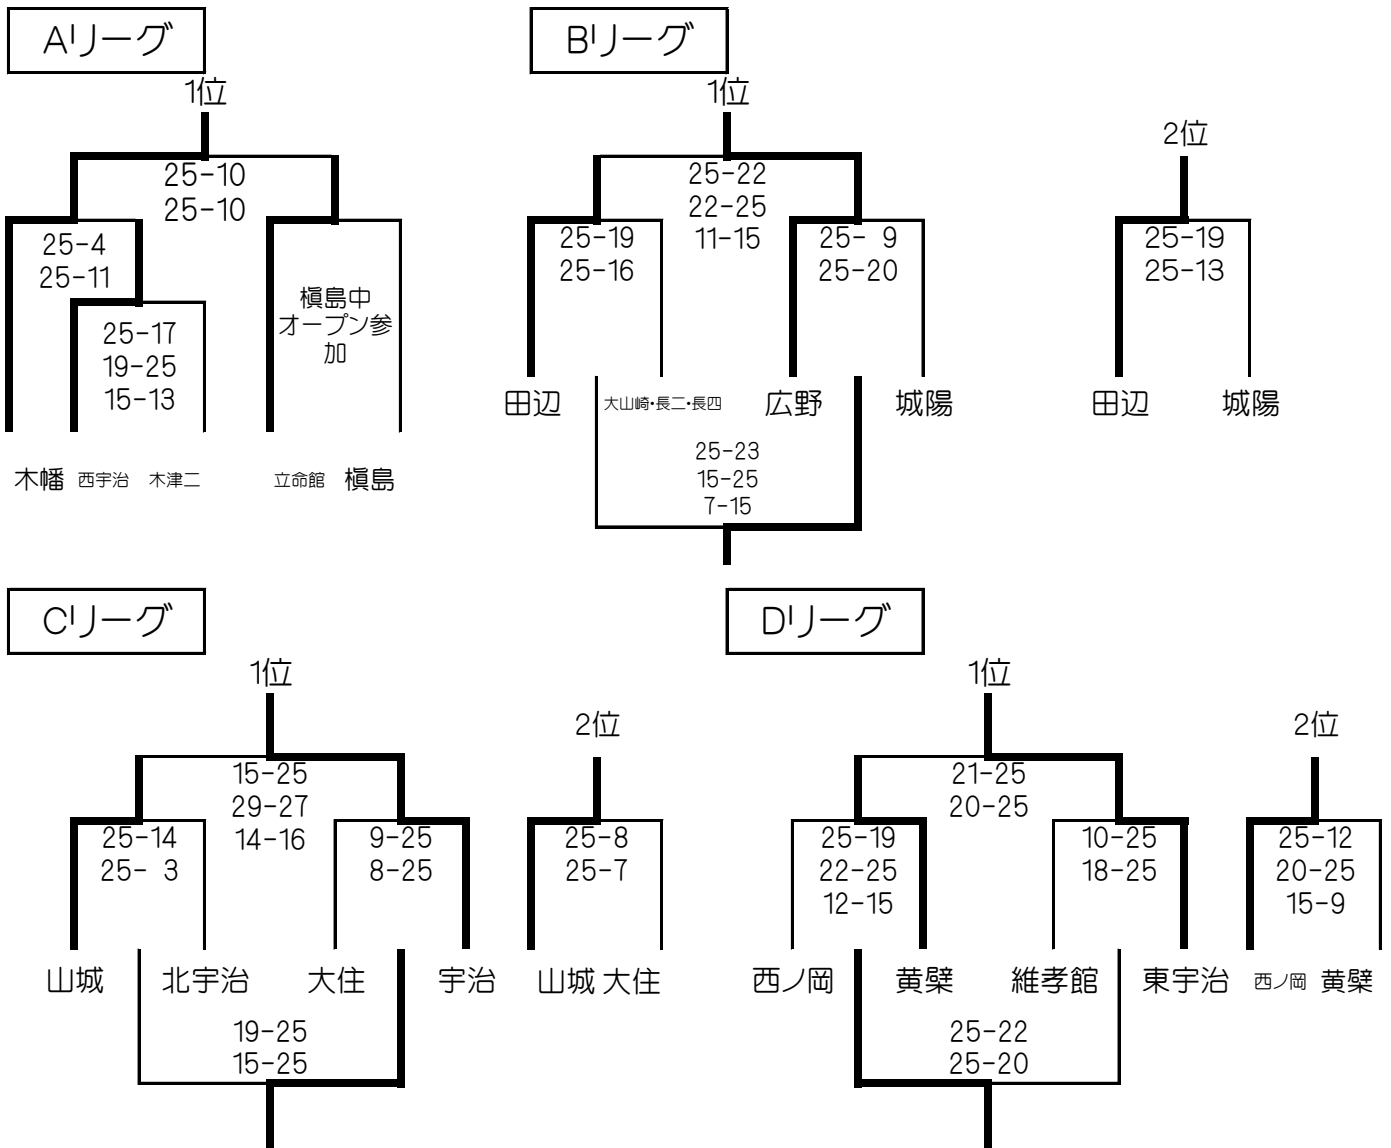 Aリーグ
1位
25-10
25-10
25-4
25-11
25-17
19-25
15-13
槇島中
オープン参
加
木幡 西宇治 木津二 立命館 槇島
Bリーグ
1位
25-22
22-25
11-15
25-19
25-16
25- 9
25-20
田辺 大山崎・長二・長四 広野 城陽
25-23
15-25
7-15
2位
25-19
25-13
田辺 城陽
Cリーグ
1位
15-25
29-27
14-16
25-14
25- 3
9-25
8-25
山城 北宇治 大住 宇治
19-25
15-25
2位
25-8
25-7
山城 大住
Dリーグ
1位
21-25
20-25
25-19
22-25
12-15
10-25
18-25
西ノ岡 黄檗 維孝館 東宇治
25-22
25-20
2位
25-12
20-25
15-9
西ノ岡 黄檗